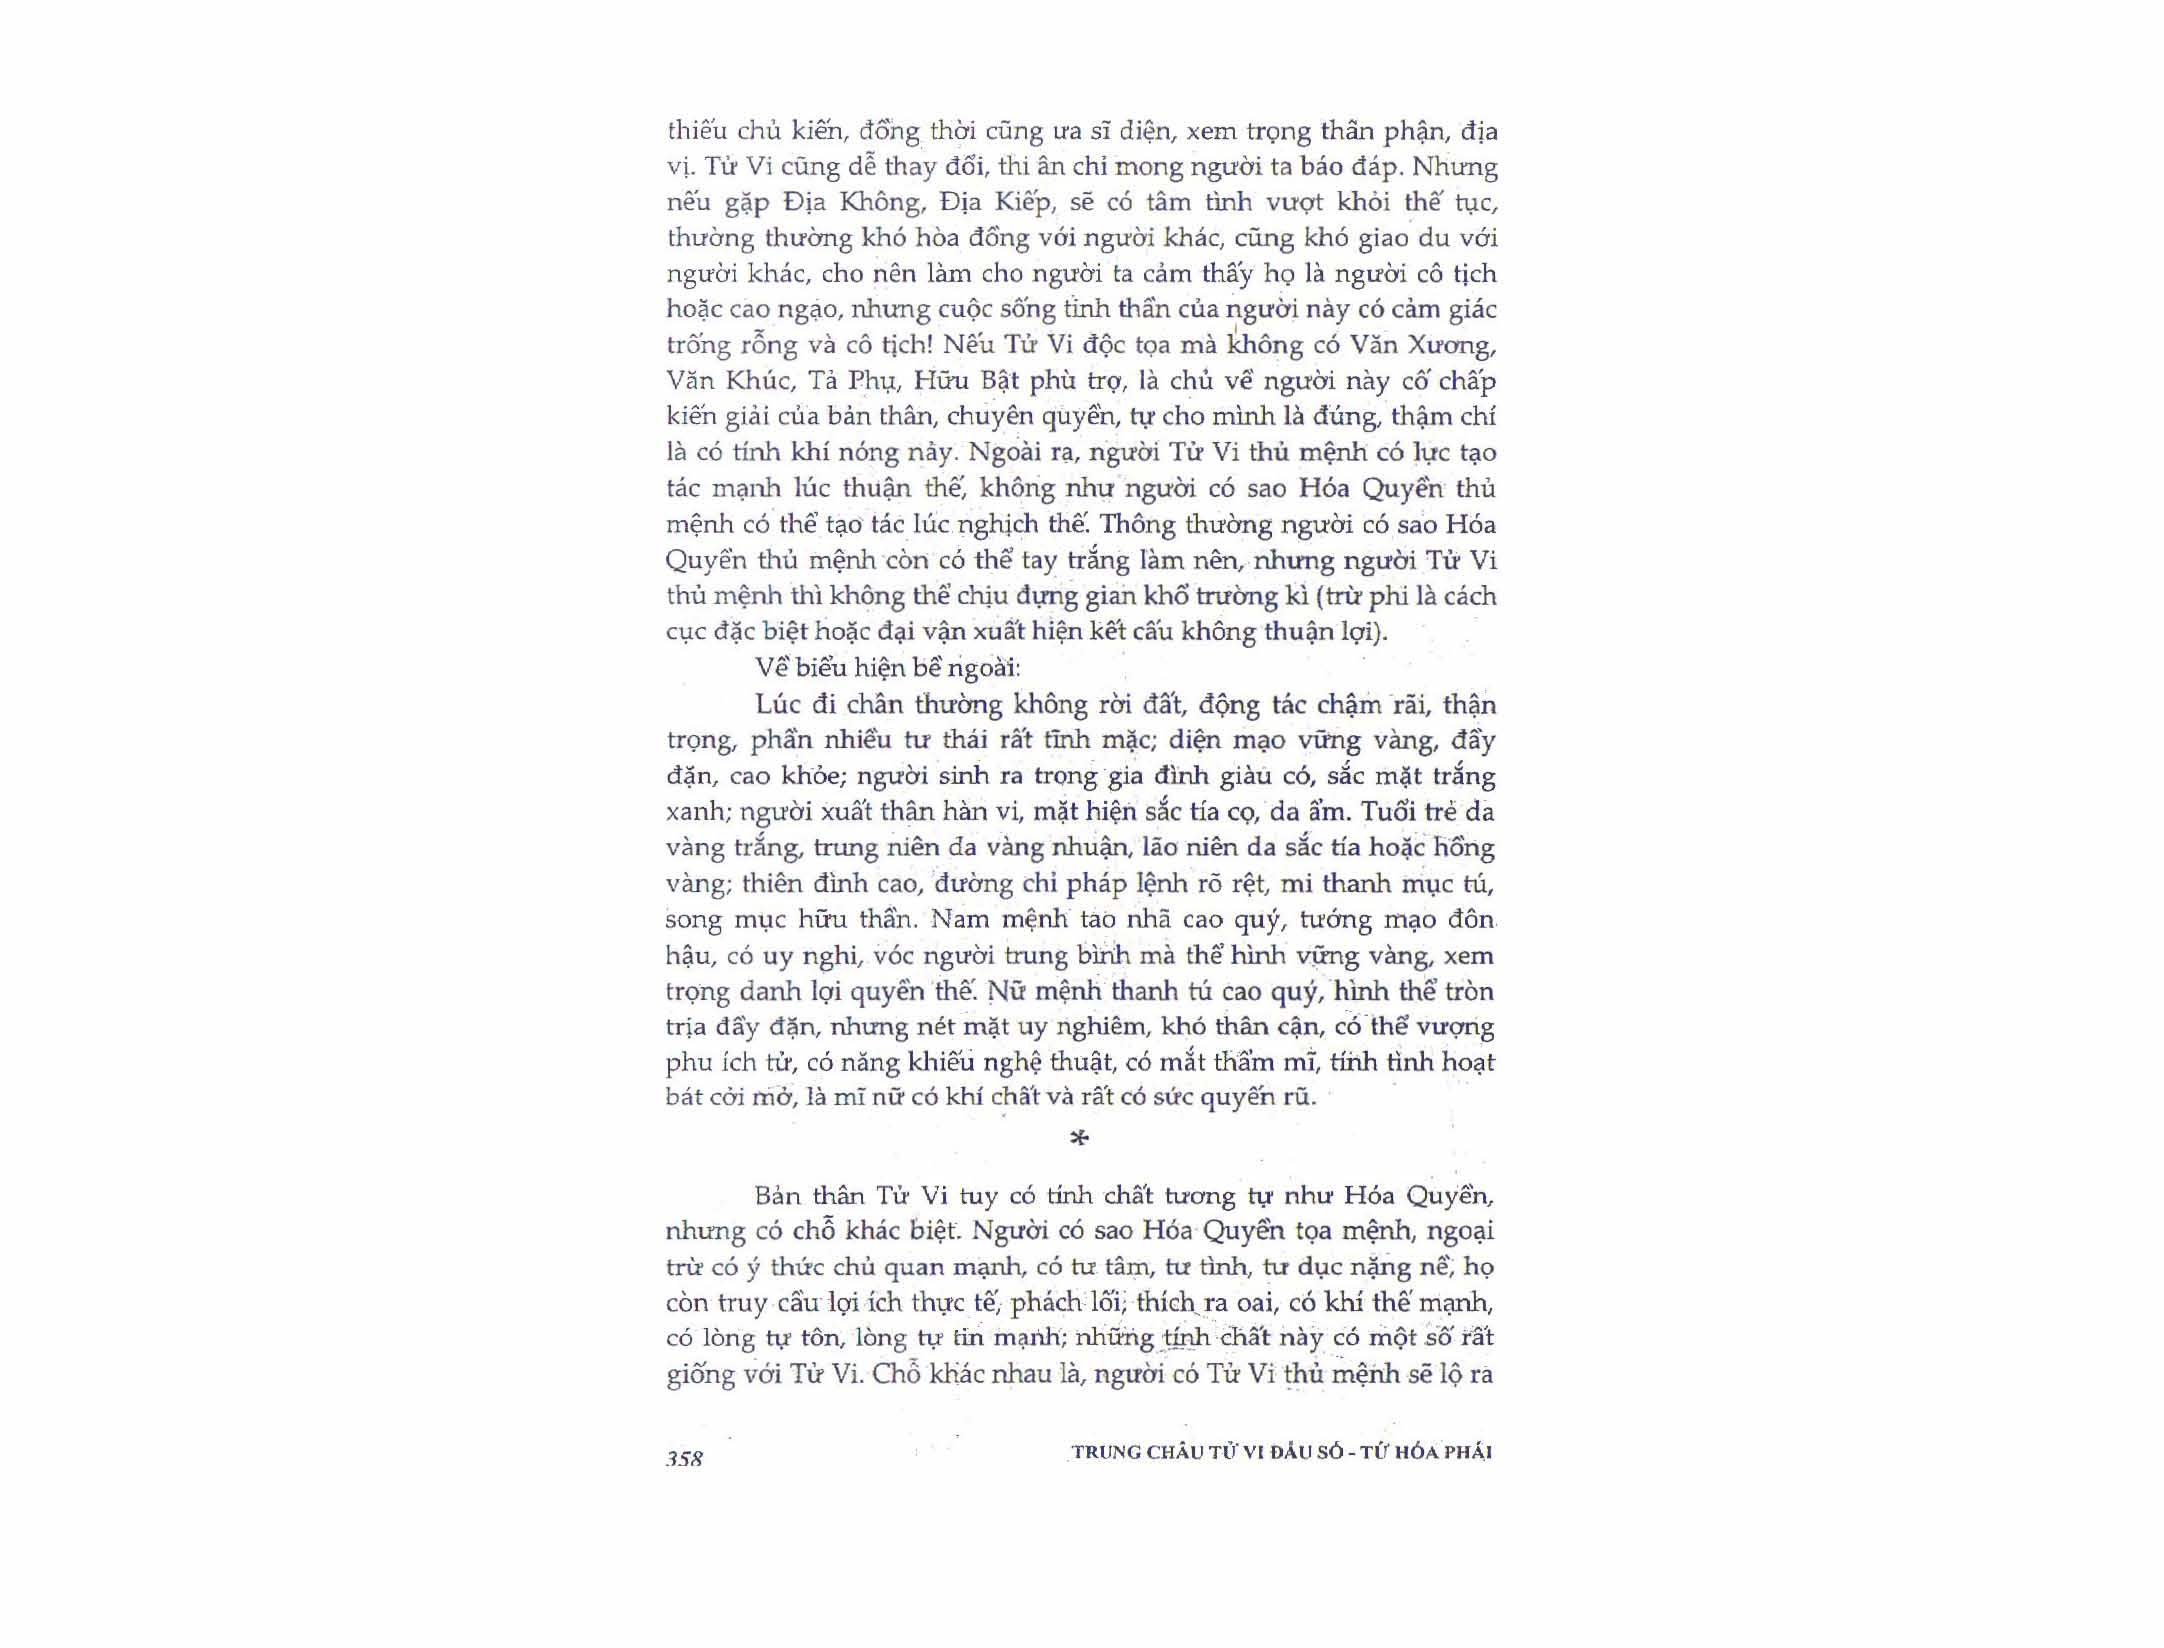 thiếu chủ kiến, đồng thời cũng ưa sĩ diện, xem trọng thân phận, địa
vị. Tử Vi cũng dễ thay đổi, thi ân chỉ mong người ta báo đáp. Nhưng
nếu gặp Địa Không, Địa Kiếp, sẽ có tâm tình vượt khỏi thế tục,
thường thường khó hòa đồng với người khác, cũng khó giao du với
người khác, cho nên làm cho người ta cảm thấy họ là người cô tịch
hoặc cao ngạo, nhưng cuộc sống tinh thần của người này có cảm giác
trống rỗng và cô tịch! Nếu Tử Vi độc tọa mà không có Văn Xương,
Văn Khúc, Tả Phụ, Hữu Bật phù trợ, là chủ về người này cố chấp
kiến giải của bản thân, chuyên quyền, tự cho mình là đúng, thậm chí
là có tính khí nóng nảy. Ngoài ra, người Tử Vi thủ mệnh có lực tạo
tác mạnh lúc thuận thế, không như người có sao Hóa Quyền thủ
mệnh có thể tạo tác lúc nghịch thế. Thông thường người có sao Hóa
Quyền thủ mệnh còn có thể tay trắng làm nên, nhưng người Tử Vi
thủ mệnh thì không thể chịu đựng gian khổ trường kì (trừ phi là cách
cục đặc biệt hoặc đại vận xuất hiện kết cấu không thuận lợi).
Về biểu hiện bề ngoài:
Lúc đi chân thường không rời đất, động tác chậm rãi, thận
trọng, phần nhiều tư thái rất tĩnh mặc; diện mạo vững vàng, đầy
đặn, cao khỏe; người sinh ra trong gia đình giàu có, sắc mặt trắng
xanh; người xuất thân hàn vi, mặt hiện sắc tía cọ, da ẩm. Tuổi trẻ da
vàng trắng, trung niên da vàng nhuận, lão niên da sắc tía hoặc hồng
vàng; thiên đình cao, đường chỉ pháp lệnh rõ rệt, mi thanh mục tú,
song mục hữu thần. Nam mệnh tao nhã cao quý, tướng mạo đôn
hậu, có uy nghi, vóc người trung bình mà thể hình vững vàng, xem
trọng danh lợi quyền thế. Nữ mệnh thanh tú cao quý, hình thể tròn
trịa đầy đặn, nhưng nét mặt uy nghiêm, khó thân cận, có thể vượng
phu ích tử, có năng khiếu nghệ thuật, có mắt thẩm mĩ, tính tình hoạt
bát cởi mở, là mĩ nữ có khí chất và rất có sức quyến rũ.
*
Bản thân Tử Vi tuy có tính chất tương tự như Hóa Quyền,
nhưng có chỗ khác biệt. Người có sao Hóa Quyền tọa mệnh, ngoại
trừ có ý thức chủ quan mạnh, có tư tâm, tư tình, tư dục nặng nề, họ
còn truy cầu lợi ích thực tế, phách lối, thích ra oai, có khí thế mạnh,
có lòng tự tôn, lòng tự tin mạnh; những tính chất này có một số rất
giống với Tử Vi. Chỗ khác nhau là, người có Tử Vi thủ mệnh sẽ lộ ra
358
TRUNG CHÂU TỬ VI ĐẨU SỐ - TỨ HÓA PHÁI